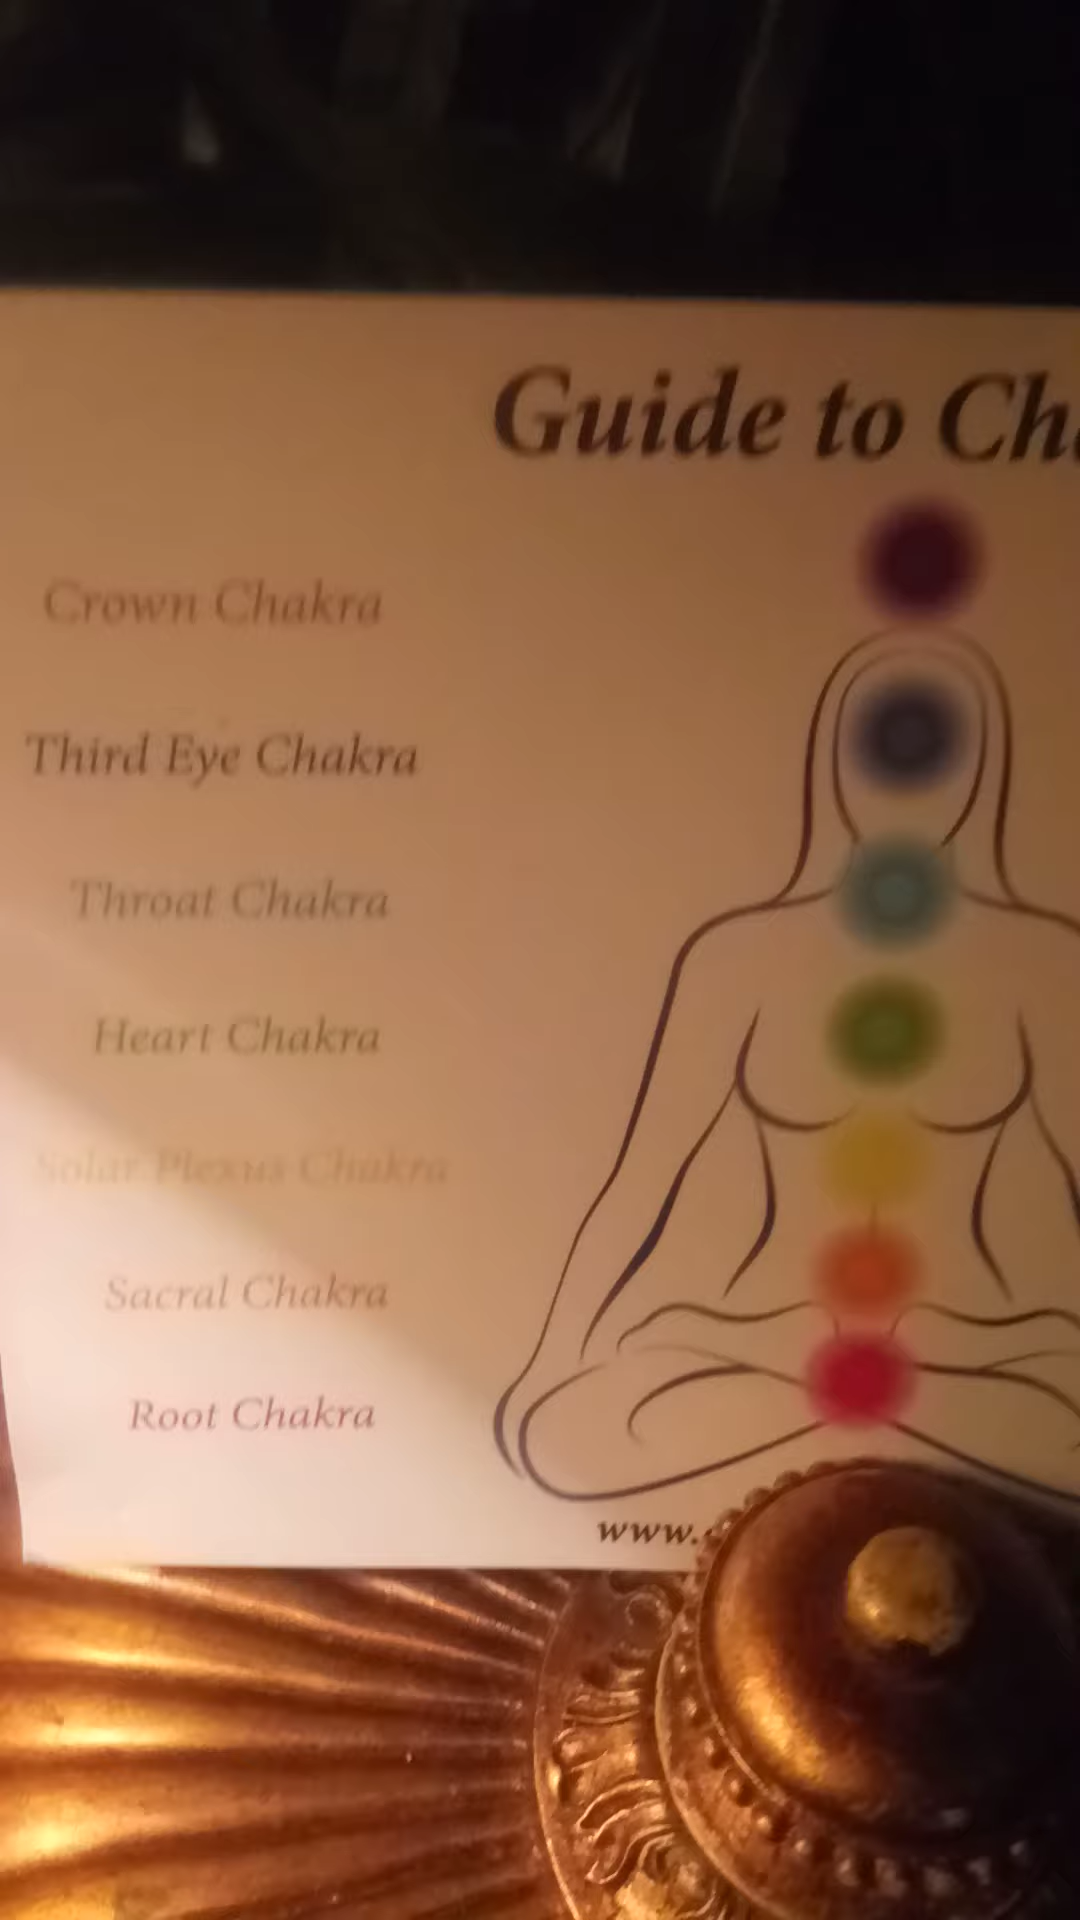 Guide to Ch
Crown Chakra
Third Eye Chakra
Throat Chakra
Heart Chakra
Solar Plexus Chakra
Sacral Chakra
Root Chakra
www.